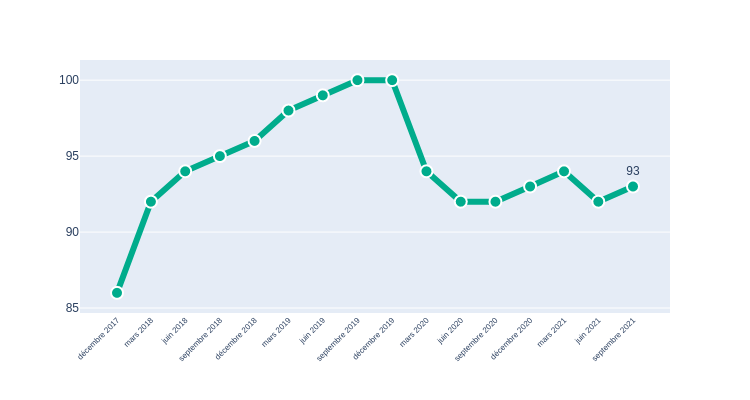 100
95
90
85
93
décembre 2017
mars 2018
juin 2018
septembre 2018
décembre 2018
mars 2019
juin 2019
septembre 2019
décembre 2019
mars 2020
juin 2020
septembre 2020
décembre 2020
mars 2021
juin 2021
septembre 2021